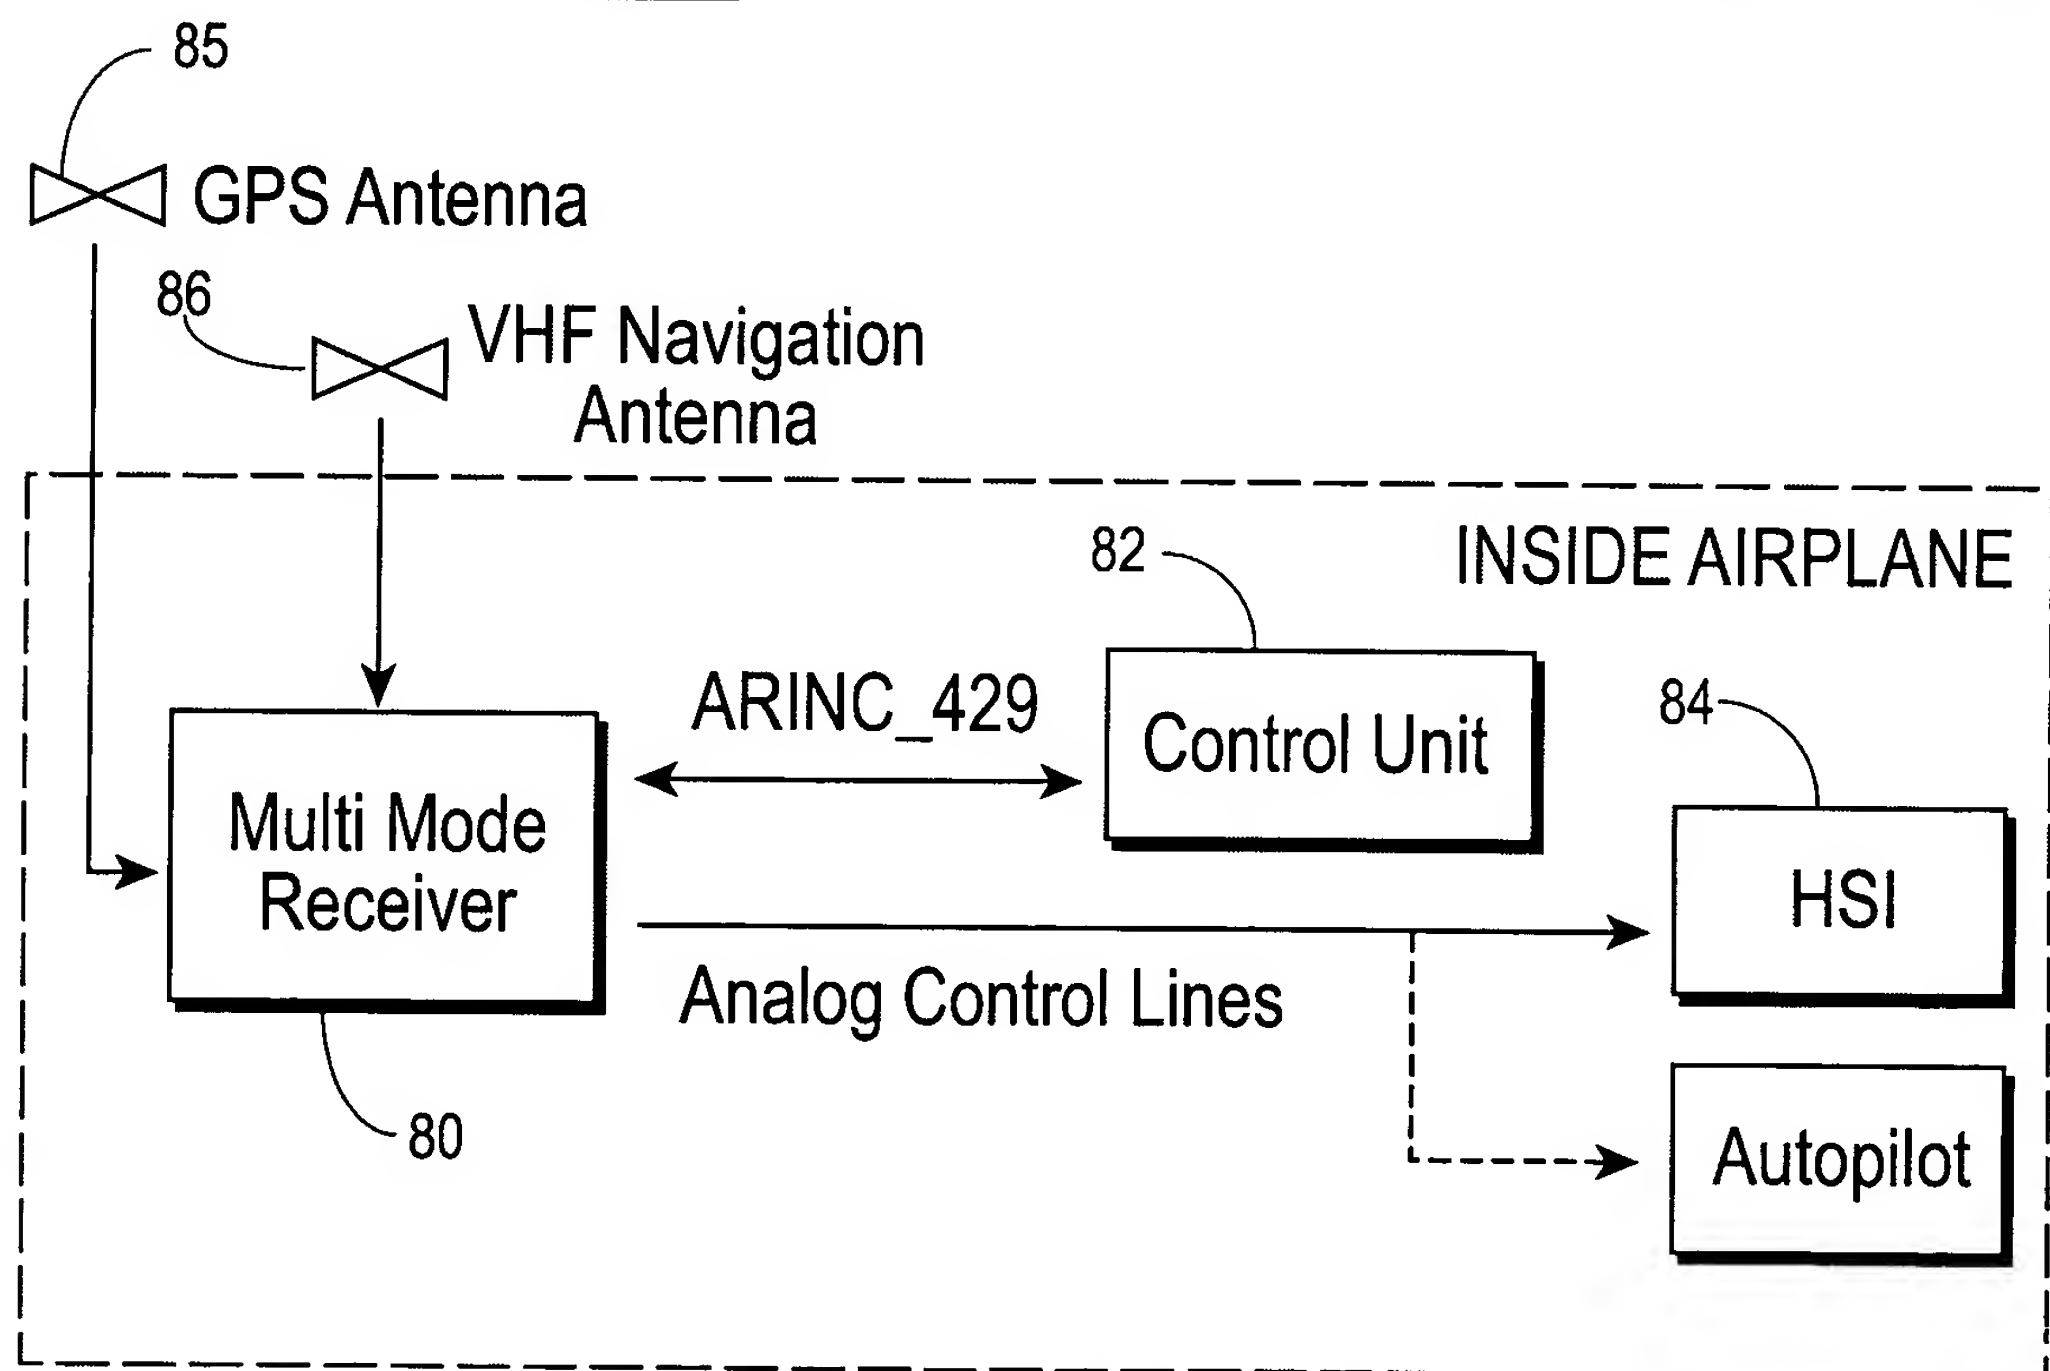 85
GPS Antenna
86
VHF Navigation
Antenna
INSIDE AIRPLANE
82
ARINC_429
Control Unit
84
Multi Mode
Receiver
HSI
Analog Control Lines
80
Autopilot